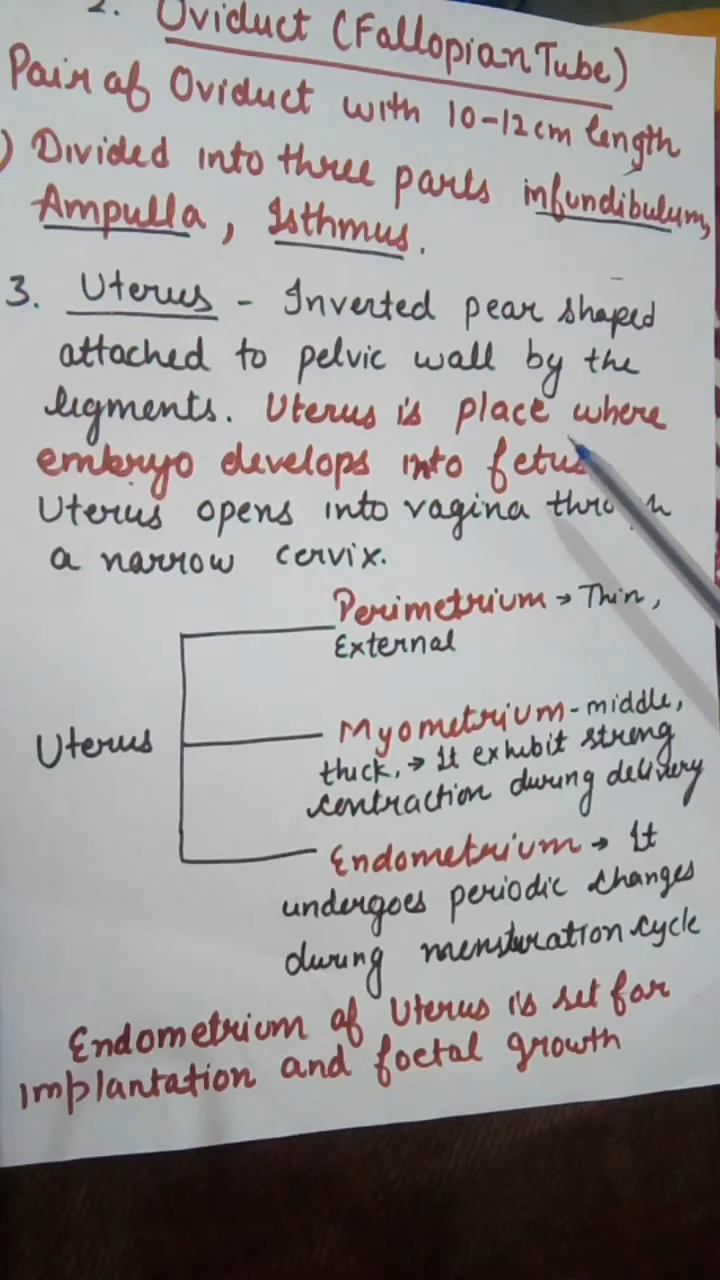 2. Oviduct (Fallopian Tube)
Pair of Oviduct with 10-12cm length
) Divided into three parts infundibulum,
Ampulla, Isthmus.
3. Uterus - Inverted pear shaped
attached to pelvic wall by the
ligments. Uterus is place where
embryo develops into fetus
Uterus opens into vagina through
a narrow cervix.
Perimetrium → Thin,
External
Uterus
Myometrium - middle,
thick, → It exhibit strong
contraction during delivery
Endometrium → It
undergoes periodic changes
during mensturation cycle
Endometrium of Uterus is set for
implantation and foetal growth